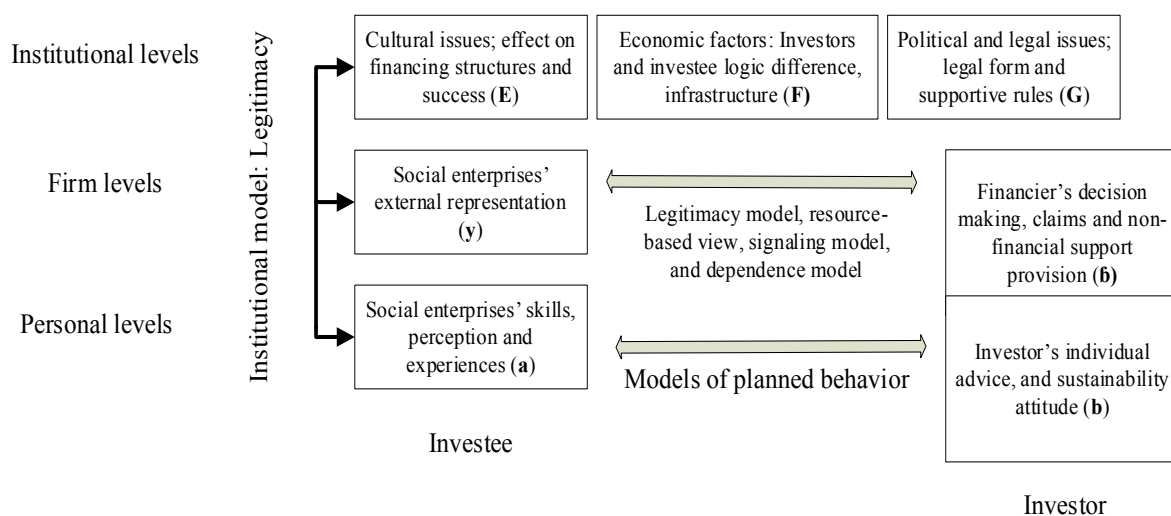 Institutional levels
Institutional model: Legitimacy
Cultural issues; effect on
financing structures and
success (E)
Economic factors: Investors
and investee logic difference,
infrastructure (F)
Political and legal issues;
legal form and
supportive rules (G)
Firm levels
Social enterprises’
external representation
(y)
Legitimacy model, resource-
based view, signaling model,
and dependence model
Financier’s decision
making, claims and non-
financial support
provision (b)
Personal levels
Social enterprises’ skills,
perception and
experiences (a)
Models of planned behavior
Investor’s individual
advice, and sustainability
attitude (b)
Investee
Investor